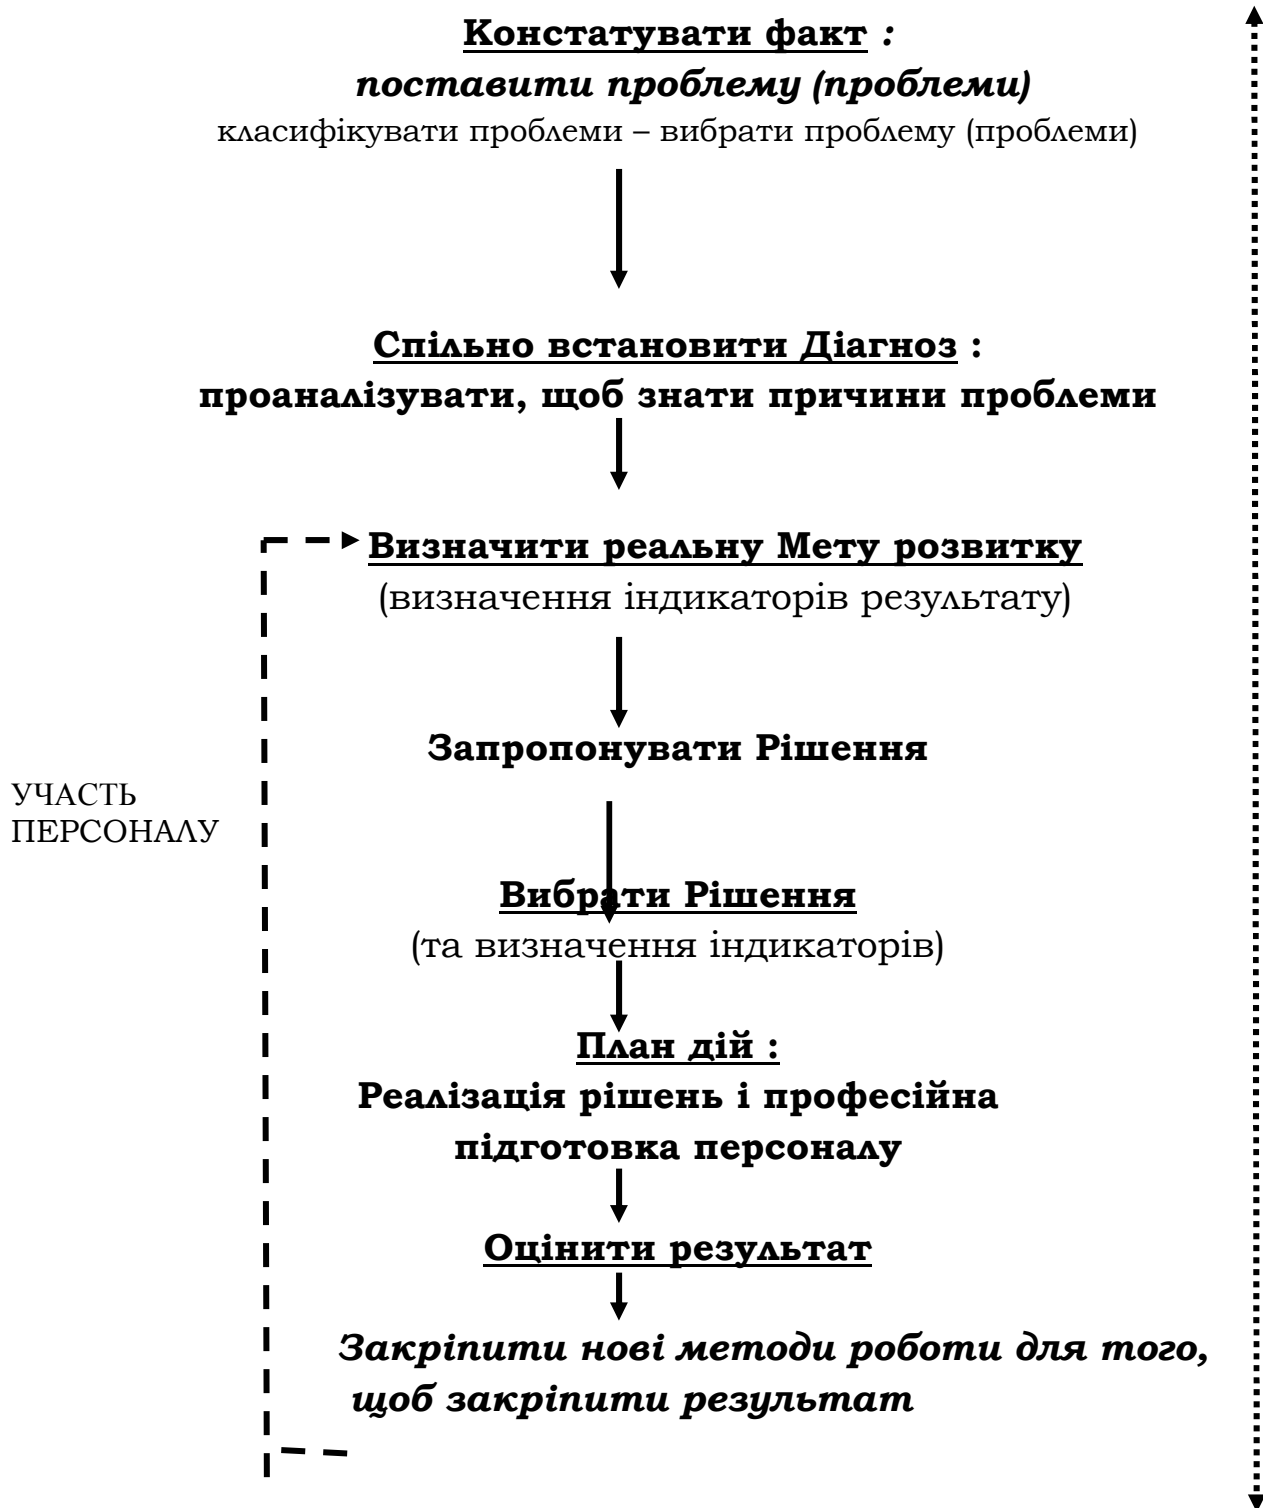 Констатувати факт :
поставити проблему (проблеми)
класифікувати проблеми – вибрати проблему (проблеми)
Спільно встановити Діагноз :
проаналізувати, щоб знати причини проблеми
Визначити реальну Мету розвитку
(визначення індикаторів результату)
Запропонувати Рішення
УЧАСТЬ
ПЕРСОНАЛУ
Вибрати Рішення
(та визначення індикаторів)
План дій :
Реалізація рішень і професійна
підготовка персоналу
Оцінити результат
Закріпити нові методи роботи для того,
щоб закріпити результат